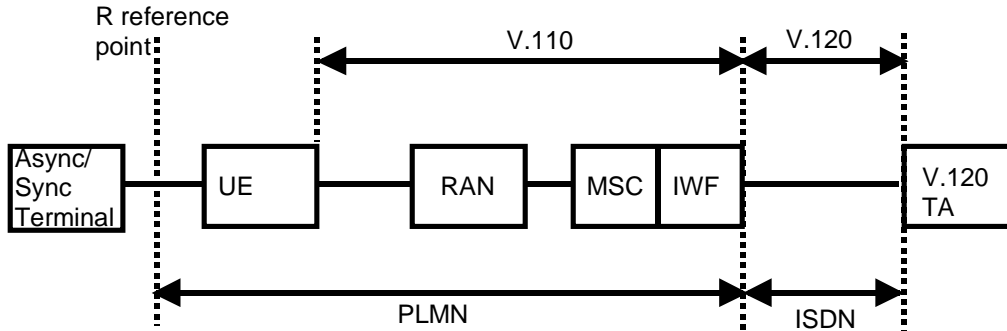 R reference
point
V.110
V.120
Async/
Sync
Terminal
UE
RAN
MSC
IWF
V.120
TA
PLMN
ISDN